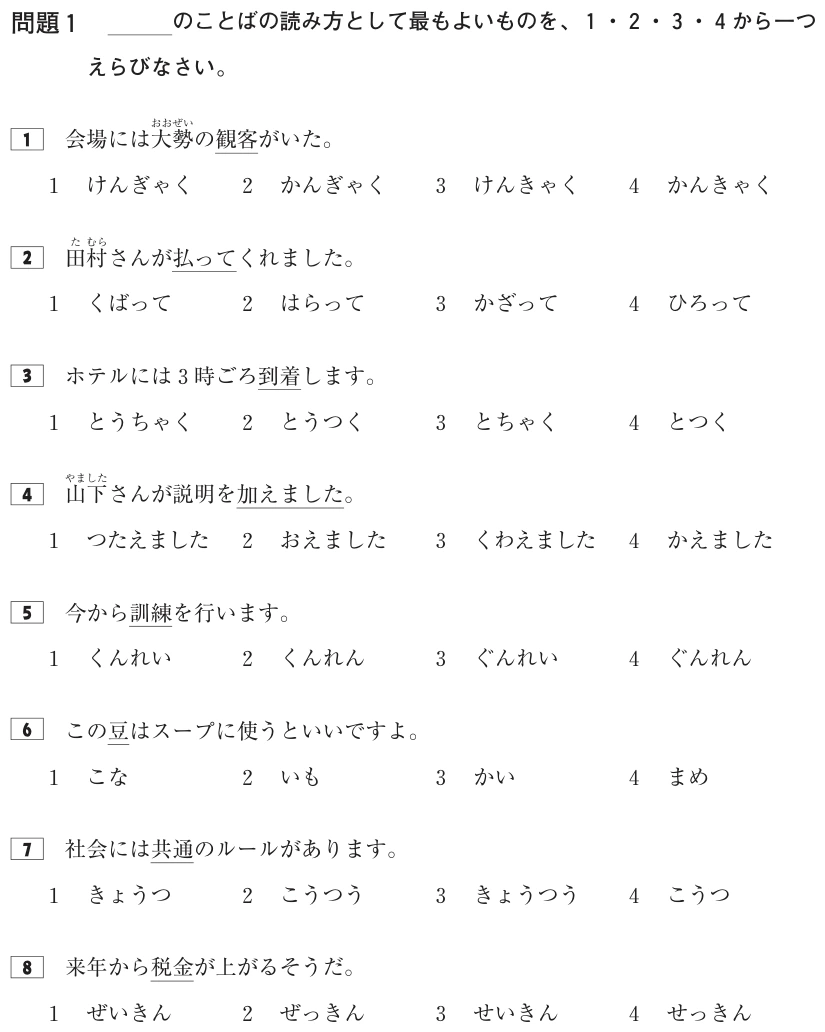 問題1 ＿＿＿のことばの読み方として最もよいものを、1・2・3・4から一つ
えらびなさい。
1 会場には大勢の観客がいた。
おおぜい
1 けんぎゃく 2 かんぎゃく 3 けんきゃく 4 かんきゃく
たむら
2 田村さんが払ってくれました。
1 くばって 2 はらって 3 かざって 4 ひろって
3 ホテルには3時ごろ到着します。
1 とうちゃく 2 とうつく 3 とちゃく 4 とつく
やました
4 山下さんが説明を加えました。
1 つたえました 2 おえました 3 くわえました 4 かえました
5 今から訓練を行います。
1 くんれい 2 くんれん 3 ぐんれい 4 ぐんれん
6 この豆はスープに使うといいですよ。
1 こな 2 いも 3 かい 4 まめ
7 社会には共通のルールがあります。
1 きょうつ 2 こうつう 3 きょうつう 4 こうつ
8 来年から税金が上がるそうだ。
1 ぜいきん 2 ぜっきん 3 せいきん 4 せっきん